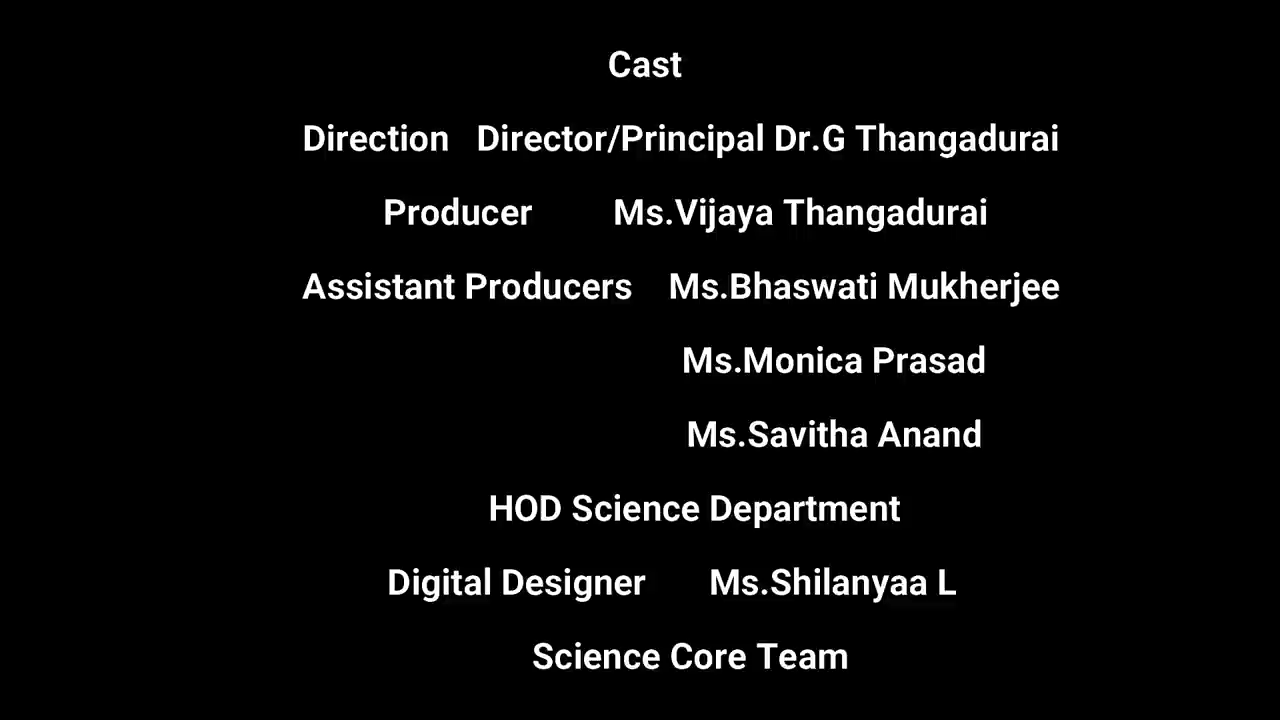 Cast
Direction Director/Principal Dr.G Thangadurai
Producer Ms.Vijaya Thangadurai
Assistant Producers Ms.Bhaswati Mukherjee
Ms.Monica Prasad
Ms.Savitha Anand
HOD Science Department
Digital Designer Ms.Shilanyaa L
Science Core Team